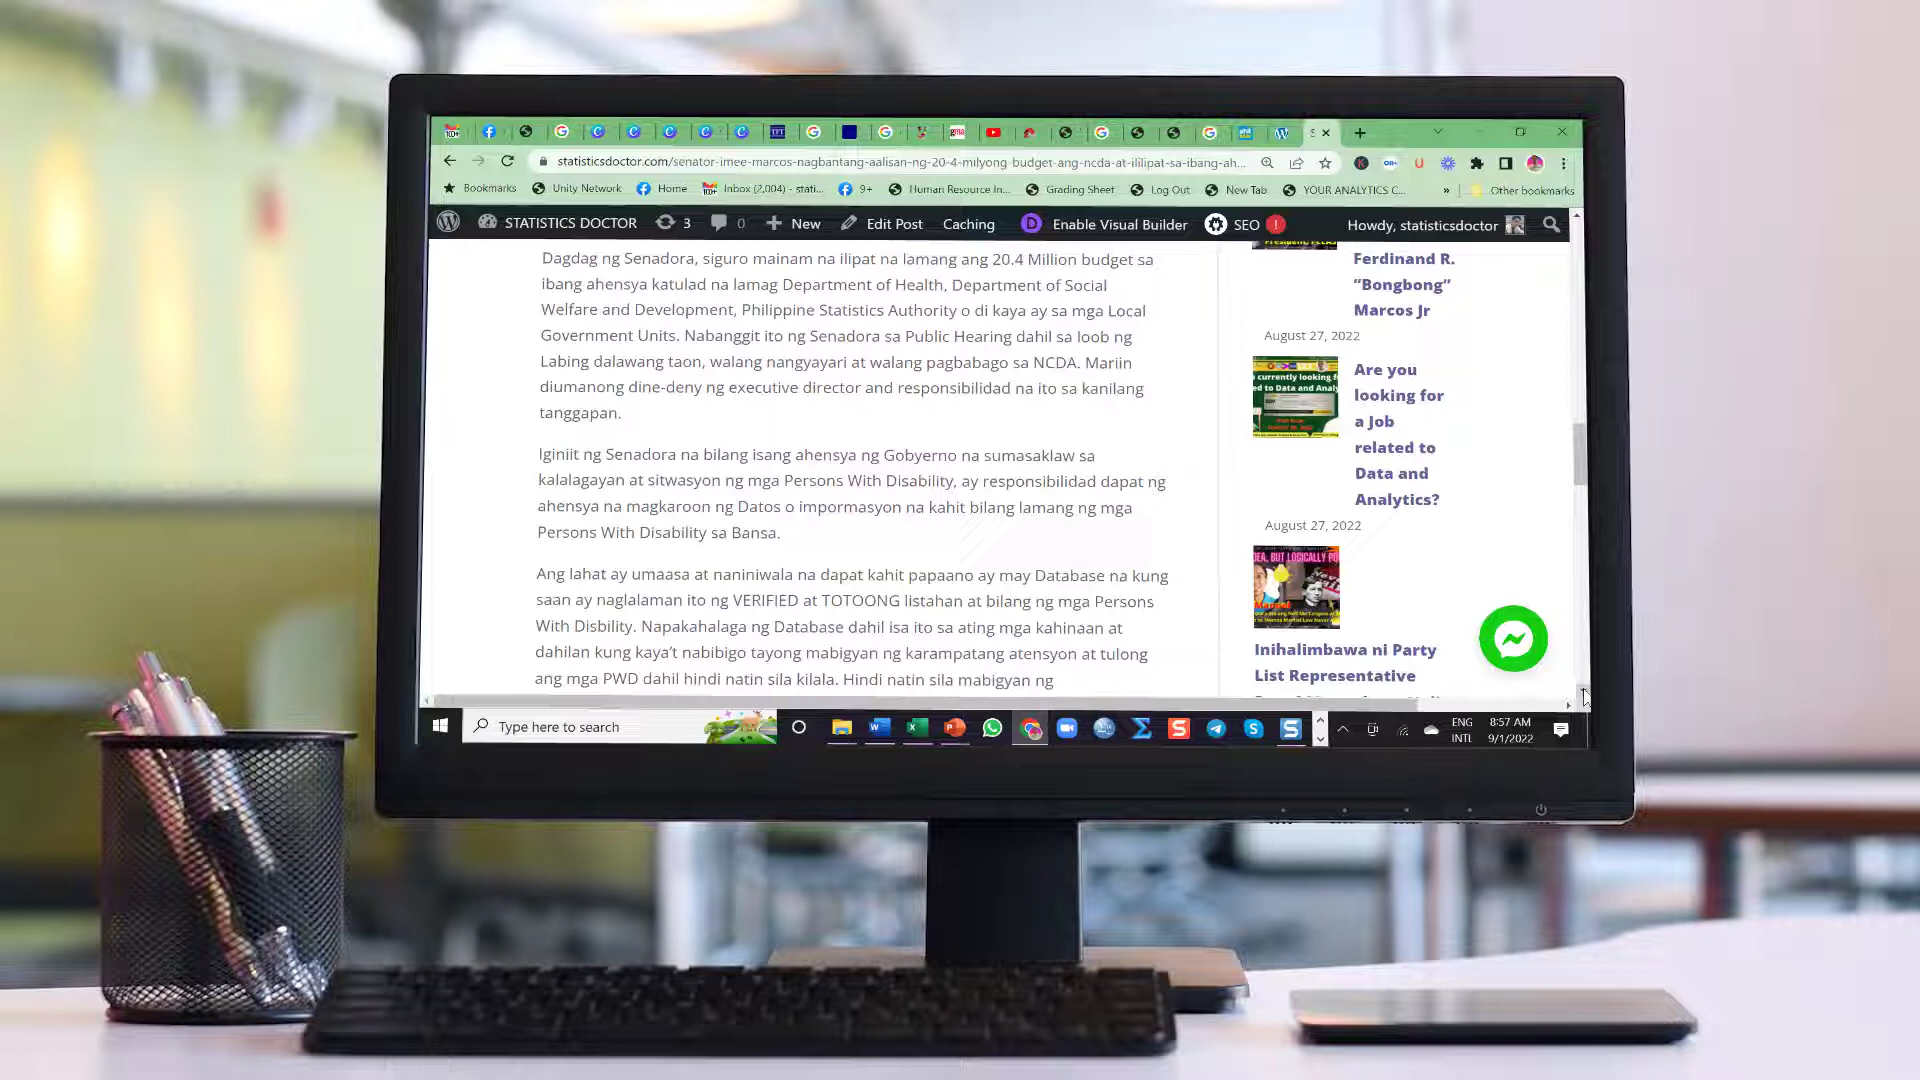 statisticsdoctor.com/senator-imee-marcos-nagbantang-aalisan-ng-20-4-milyong-budget-ang-ncda-at-ililipat-sa-ibang-ah...
Bookmarks Unity Network Home Inbox (2,004) - stati... 9+ Human Resource In... Grading Sheet Log Out New Tab YOUR ANALYTICS C... » Other bookmarks
STATISTICS DOCTOR 3 0 New Edit Post Caching Enable Visual Builder SEO ! Howdy, statisticsdoctor
Dagdag ng Senadora, siguro mainam na ilipat na lamang ang 20.4 Million budget sa
ibang ahensya katulad na lamag Department of Health, Department of Social
Welfare and Development, Philippine Statistics Authority o di kaya ay sa mga Local
Government Units. Nabanggit ito ng Senadora sa Public Hearing dahil sa loob ng
Labing dalawang taon, walang nangyayari at walang pagbabago sa NCDA. Mariin
diumanong dine-deny ng executive director and responsibilidad na ito sa kanilang
tanggapan.
Iginiit ng Senadora na bilang isang ahensya ng Gobyerno na sumasaklaw sa
kalalagayan at sitwasyon ng mga Persons With Disability, ay responsibilidad dapat ng
ahensya na magkaroon ng Datos o impormasyon na kahit bilang lamang ng mga
Persons With Disability sa Bansa.
Ang lahat ay umaasa at naniniwala na dapat kahit papaano ay may Database na kung
saan ay naglalaman ito ng VERIFIED at TOTOONG listahan at bilang ng mga Persons
With Disbility. Napakahalaga ng Database dahil isa ito sa ating mga kahinaan at
dahilan kung kaya't nabibigo tayong mabigyan ng karampatang atensyon at tulong
ang mga PWD dahil hindi natin sila kilala. Hindi natin sila mabigyan ng
Ferdinand R.
"Bongbong"
Marcos Jr
August 27, 2022
Are you
looking for
a Job
related to
Data and
Analytics?
August 27, 2022
Inihalimbawa ni Party
List Representative
Type here to search
ENG
INTL
8:57 AM
9/1/2022